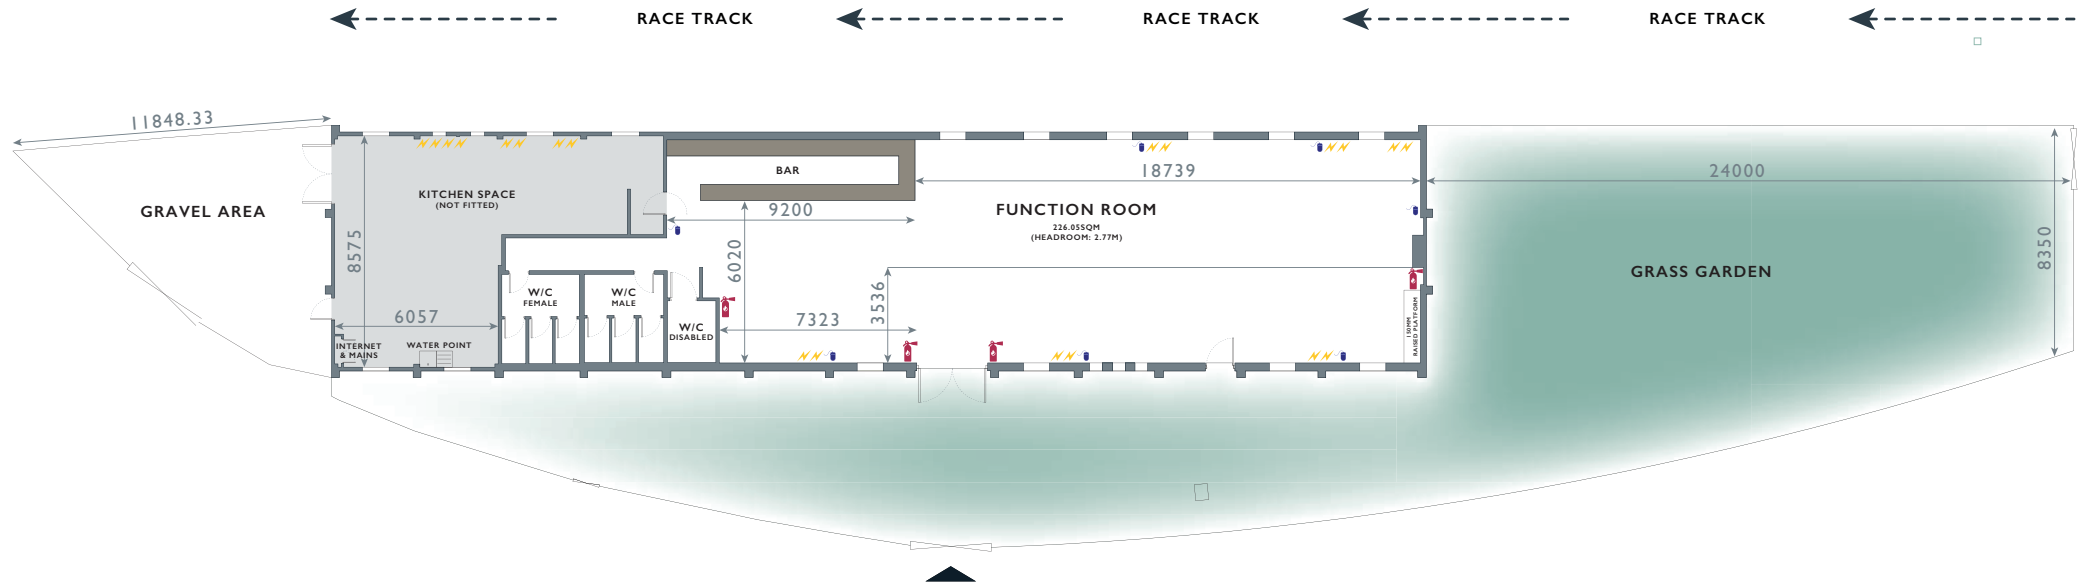 RACE TRACK
RACE TRACK
RACE TRACK
11848.33
GRAVEL AREA
KITCHEN SPACE
(NOT FITTED)
8575
6057
INTERNET
& MAINS
WATER POINT
W/C
FEMALE
W/C
MALE
W/C
DISABLED
BAR
9200
6020
7323
3536
18739
FUNCTION ROOM
226.05SQM
(HEADROOM: 2.77M)
150MM
RAISED PLATFORM
24000
GRASS GARDEN
8350